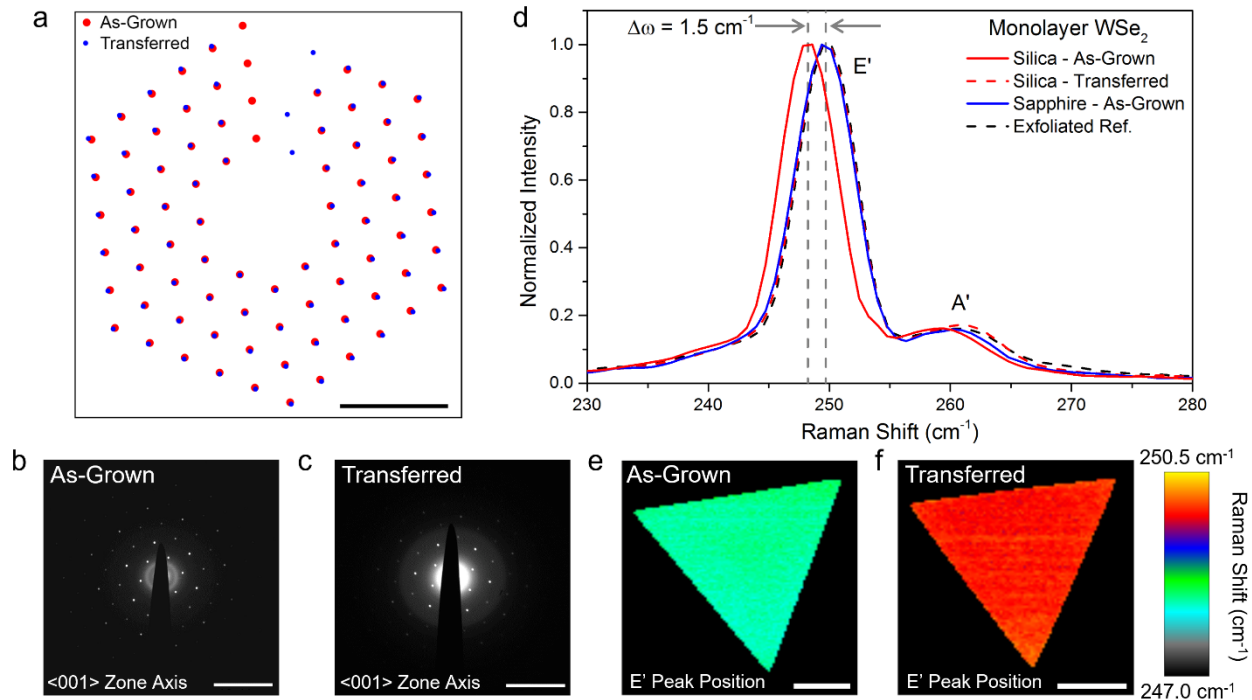 a
As-Grown
Transferred
d
Δω = 1.5 cm⁻¹
Monolayer WSe₂
Silica - As-Grown
Silica - Transferred
Sapphire - As-Grown
Exfoliated Ref.
E'
A'
Normalized Intensity
1.0
0.8
0.6
0.4
0.2
0.0
230
240
250
260
270
280
Raman Shift (cm⁻¹)
b
As-Grown
<001> Zone Axis
c
Transferred
<001> Zone Axis
e
As-Grown
E' Peak Position
f
Transferred
E' Peak Position
250.5 cm⁻¹
Raman Shift (cm⁻¹)
247.0 cm⁻¹